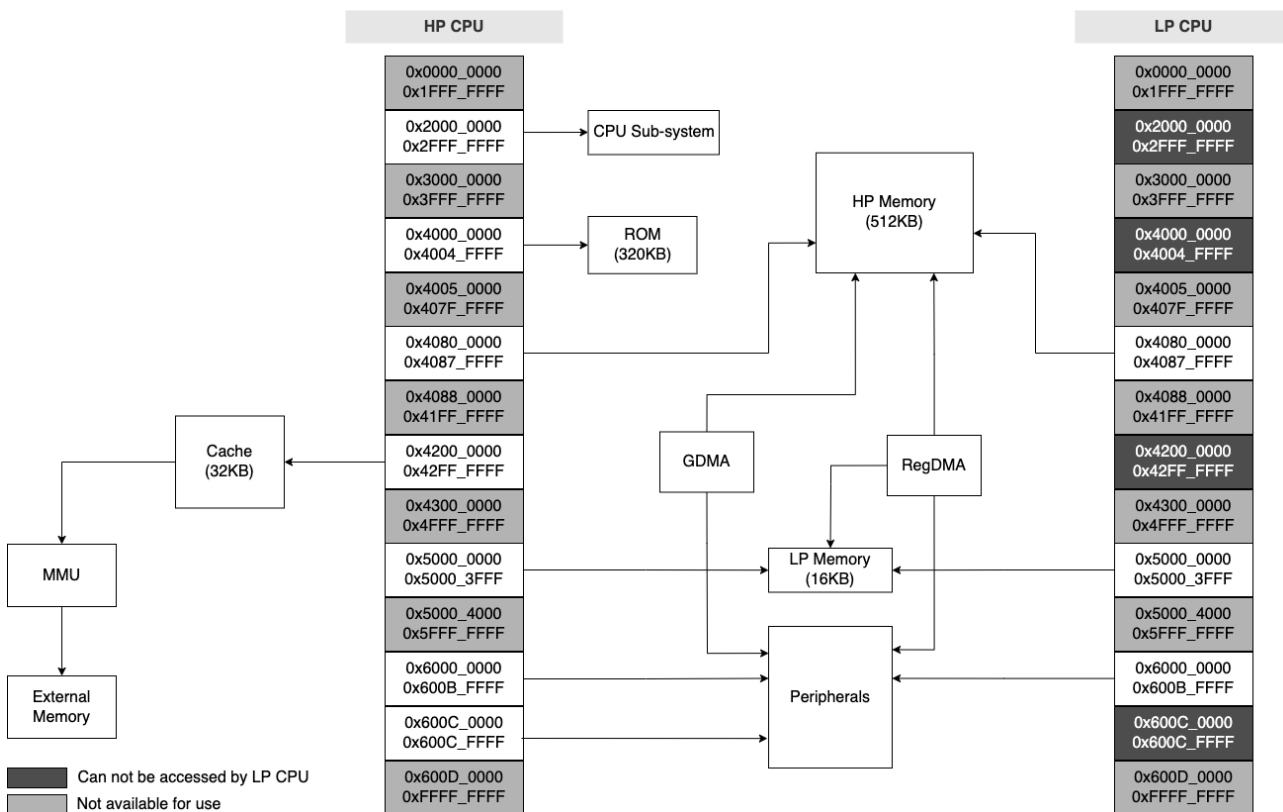 HP CPU
LP CPU
0x0000_0000
0x1FFF_FFFF
0x2000_0000
0x2FFF_FFFF
0x3000_0000
0x3FFF_FFFF
0x4000_0000
0x4004_FFFF
0x4005_0000
0x407F_FFFF
0x4080_0000
0x4087_FFFF
0x4088_0000
0x41FF_FFFF
0x4200_0000
0x42FF_FFFF
0x4300_0000
0x4FFF_FFFF
0x5000_0000
0x5000_3FFF
0x5000_4000
0x5FFF_FFFF
0x6000_0000
0x600B_FFFF
0x600C_0000
0x600C_FFFF
0x600D_0000
0xFFFF_FFFF
CPU Sub-system
ROM
(320KB)
HP Memory
(512KB)
Cache
(32KB)
GDMA
RegDMA
MMU
LP Memory
(16KB)
External
Memory
Peripherals
0x0000_0000
0x1FFF_FFFF
0x2000_0000
0x2FFF_FFFF
0x3000_0000
0x3FFF_FFFF
0x4000_0000
0x4004_FFFF
0x4005_0000
0x407F_FFFF
0x4080_0000
0x4087_FFFF
0x4088_0000
0x41FF_FFFF
0x4200_0000
0x42FF_FFFF
0x4300_0000
0x4FFF_FFFF
0x5000_0000
0x5000_3FFF
0x5000_4000
0x5FFF_FFFF
0x6000_0000
0x600B_FFFF
0x600C_0000
0x600C_FFFF
0x600D_0000
0xFFFF_FFFF
Can not be accessed by LP CPU
Not available for use